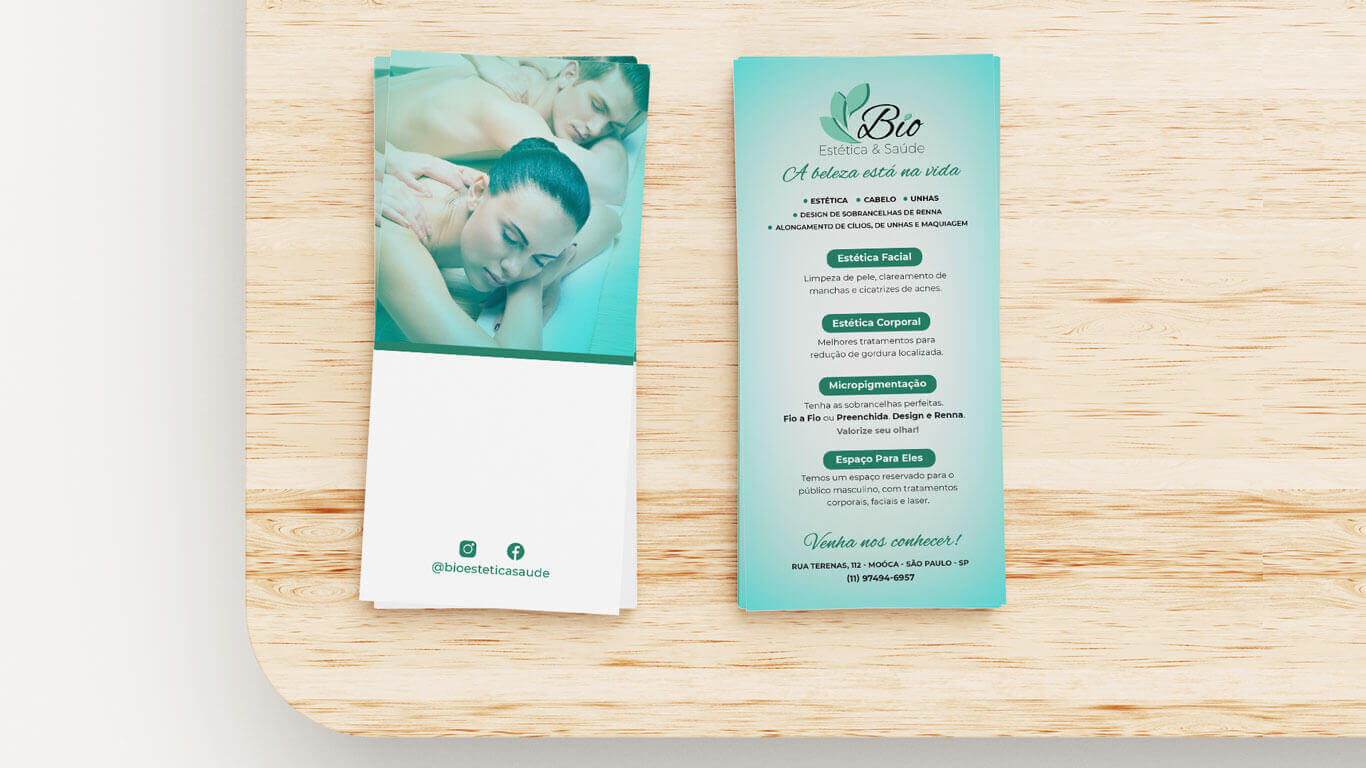 @bioesteticasaude
Bio
Estética & Saúde
A beleza está na vida
• ESTÉTICA • CABELO • UNHAS
• DESIGN DE SOBRANCELHAS DE RENNA
• ALONGAMENTO DE CÍLIOS, DE UNHAS E MAQUIAGEM
Estética Facial
Limpeza de pele, clareamento de
manchas e cicatrizes de acnes.
Estética Corporal
Melhores tratamentos para
redução de gordura localizada.
Micropigmentação
Tenha as sobrancelhas perfeitas.
Fio a Fio ou Preenchida. Design e Renna.
Valorize seu olhar!
Espaço Para Eles
Temos um espaço reservado para o
público masculino, com tratamentos
corporais, faciais e laser.
Venha nos conhecer!
RUA TERENAS, 112 - MOÓCA - SÃO PAULO - SP
(11) 97494-6957